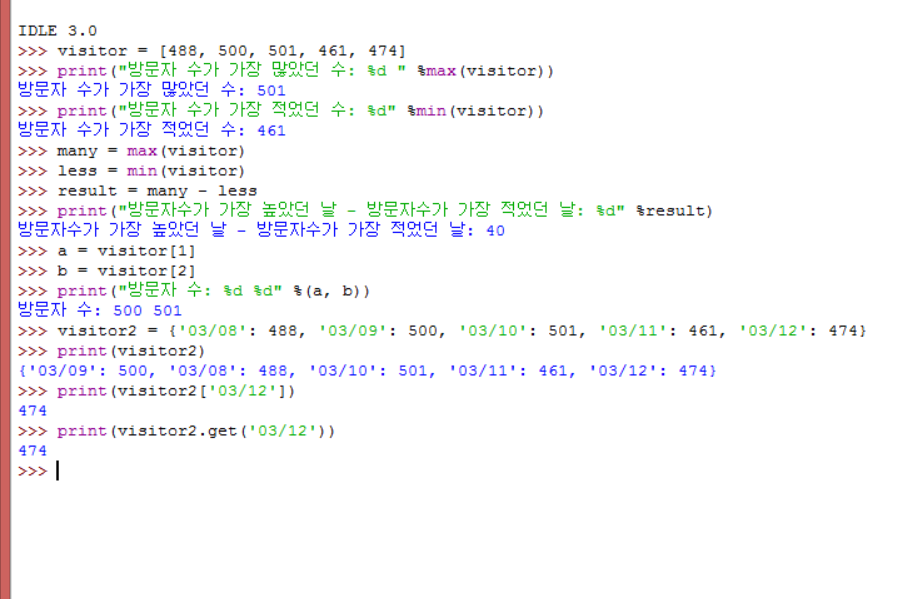 IDLE 3.0
>>> visitor = [488, 500, 501, 461, 474]
>>> print("방문자 수가 가장 많았던 수: %d " %max(visitor))
방문자 수가 가장 많았던 수: 501
>>> print("방문자 수가 가장 적었던 수: %d" %min(visitor))
방문자 수가 가장 적었던 수: 461
>>> many = max(visitor)
>>> less = min(visitor)
>>> result = many - less
>>> print("방문자수가 가장 높았던 날 - 방문자수가 가장 적었던 날: %d" %result)
방문자수가 가장 높았던 날 - 방문자수가 가장 적었던 날: 40
>>> a = visitor[1]
>>> b = visitor[2]
>>> print("방문자 수: %d %d" %(a, b))
방문자 수: 500 501
>>> visitor2 = {'03/08': 488, '03/09': 500, '03/10': 501, '03/11': 461, '03/12': 474}
>>> print(visitor2)
{'03/09': 500, '03/08': 488, '03/10': 501, '03/11': 461, '03/12': 474}
>>> print(visitor2['03/12'])
474
>>> print(visitor2.get('03/12'))
474
>>>